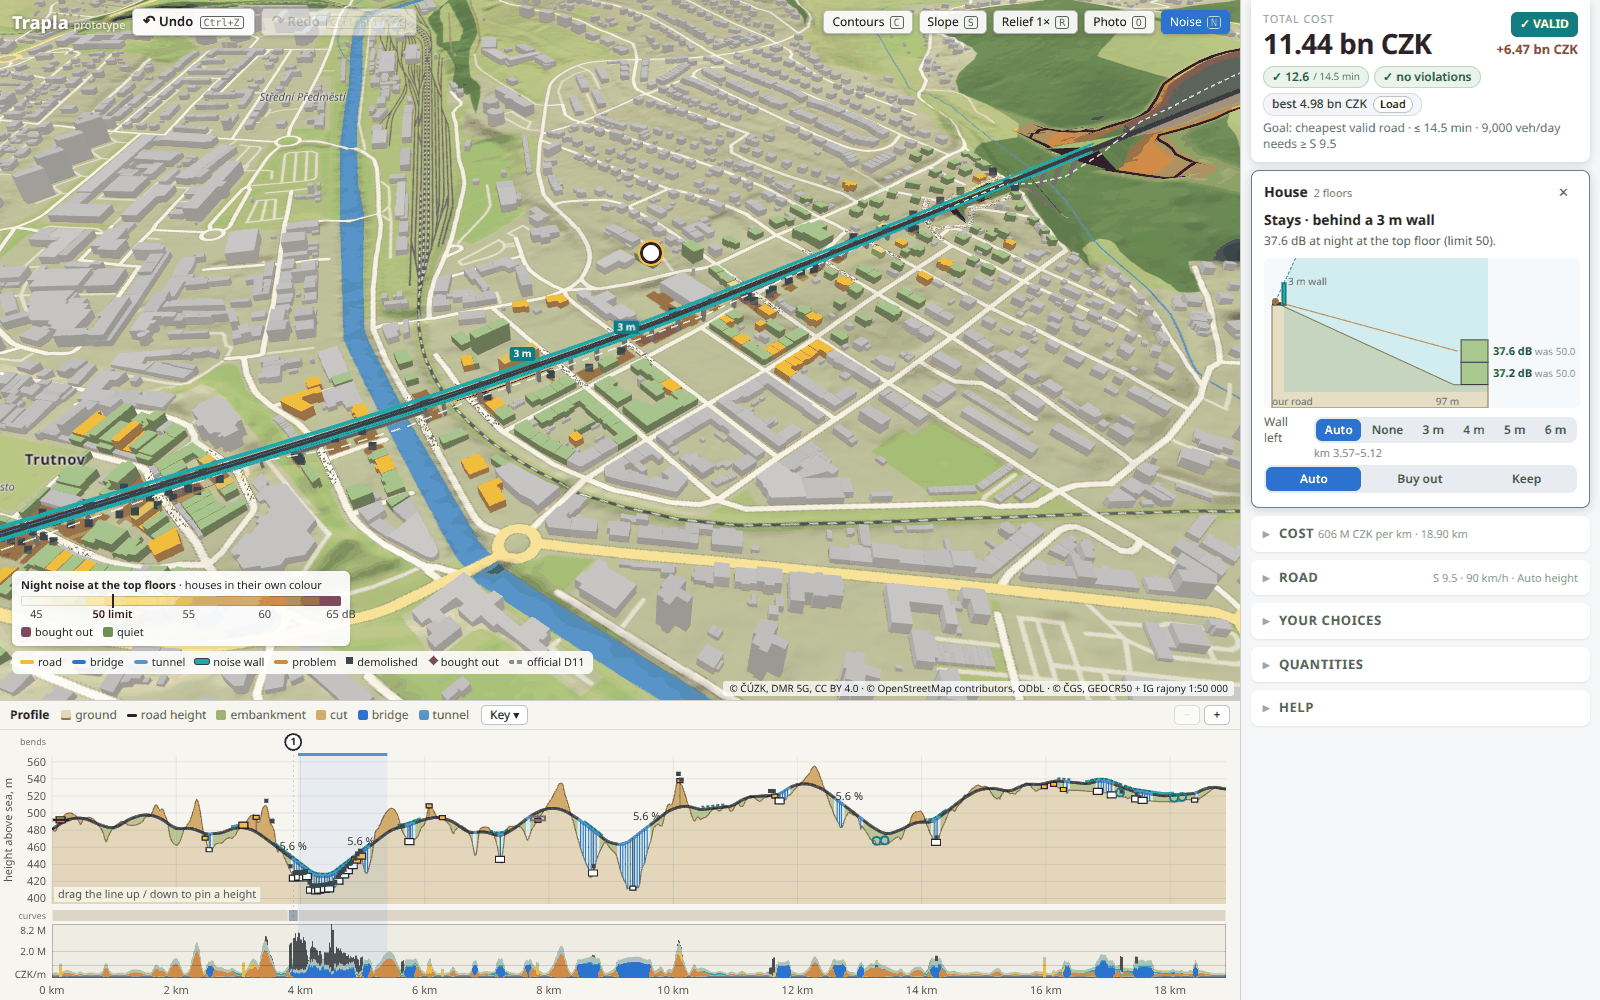 Trapla prototype
↶ Undo Ctrl+Z
Redo
Contours C
Slope S
Relief 1× R
Photo O
Noise N
Střední Předměstí
3 m
3 m
Trutnov
sto
Night noise at the top floors · houses in their own colour
45 50 limit 55 60 65 dB
bought out quiet
road bridge tunnel noise wall problem demolished bought out official D11
© ČÚZK, DMR 5G, CC BY 4.0 · © OpenStreetMap contributors, ODbL · © ČGS, GEOCR50 + IG rajony 1:50 000
Profile ground road height embankment cut bridge tunnel Key ▾
− +
bends
1
height above sea, m
560
540
520
500
480
460
440
420
400
5.6 %
5.6 %
5.6 %
5.6 %
drag the line up / down to pin a height
curves
8.2 M
2.0 M
CZK/m
0 km 2 km 4 km 6 km 8 km 10 km 12 km 14 km 16 km 18 km
TOTAL COST
11.44 bn CZK
✓ VALID
+6.47 bn CZK
✓ 12.6 / 14.5 min
✓ no violations
best 4.98 bn CZK Load
Goal: cheapest valid road · ≤ 14.5 min · 9,000 veh/day
needs ≥ S 9.5
House 2 floors ✕
Stays · behind a 3 m wall
37.6 dB at night at the top floor (limit 50).
3 m wall
37.6 dB was 50.0
37.2 dB was 50.0
our road 97 m
Wall left
Auto None 3 m 4 m 5 m 6 m
km 3.57–5.12
Auto Buy out Keep
▸ COST 606 M CZK per km · 18.90 km
▸ ROAD S 9.5 · 90 km/h · Auto height
▸ YOUR CHOICES
▸ QUANTITIES
▸ HELP